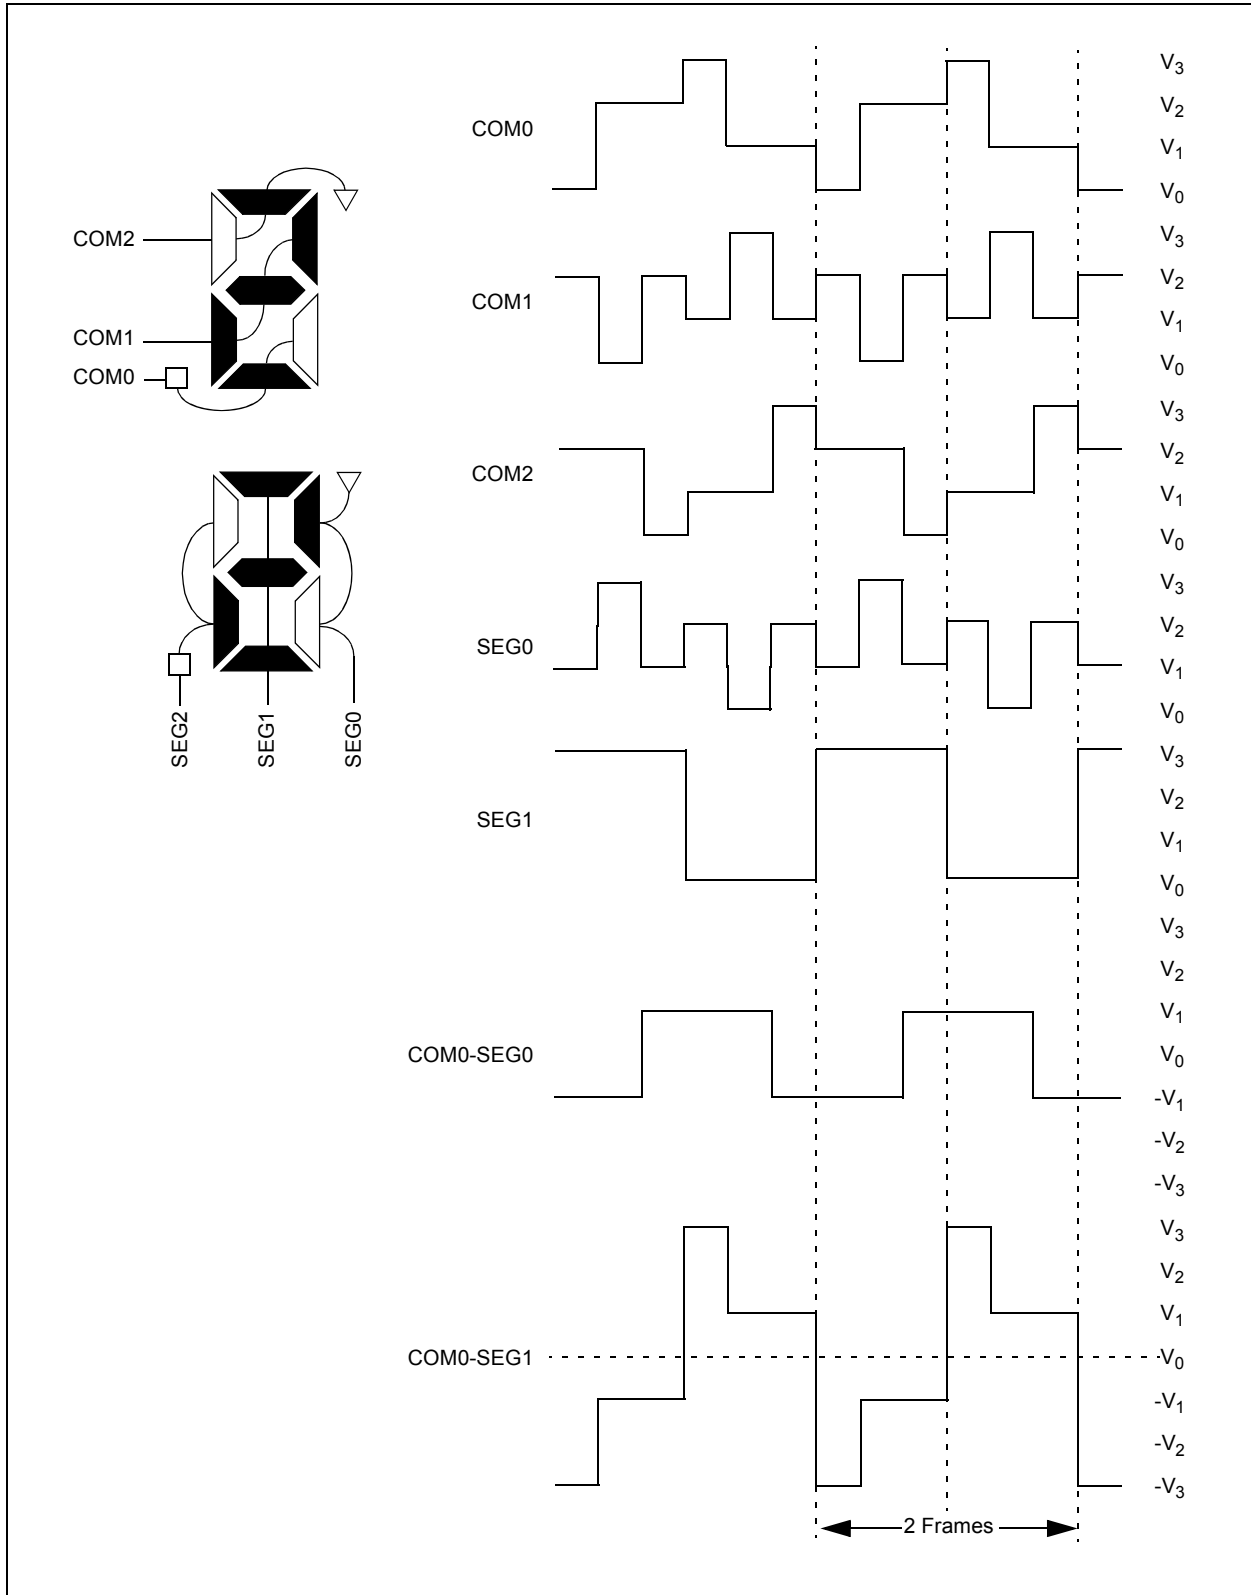 COM2
COM1
COM0
SEG2
SEG1
SEG0
COM0
V3
V2
V1
V0
COM1
V3
V2
V1
V0
COM2
V3
V2
V1
V0
SEG0
V3
V2
V1
V0
SEG1
V3
V2
V1
V0
COM0-SEG0
V3
V2
V1
V0
-V1
-V2
-V3
COM0-SEG1
V3
V2
V1
V0
-V1
-V2
-V3
2 Frames